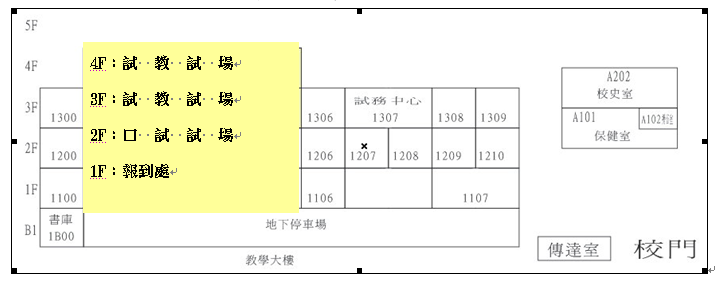 5F
4F
4F：試‥教‥試‥場
A202
校史室
3F
3F：試‥教‥試‥場
試務中心
1300
1306
1307
1308
1309
A101
保健室
2F
2F：口‥試‥試‥場
1200
1206
1207
1208
1209
1210
1F
1F：報到處
1100
1106
1107
B1
書庫
1B00
地下停車場
教學大樓
傳達室
校門